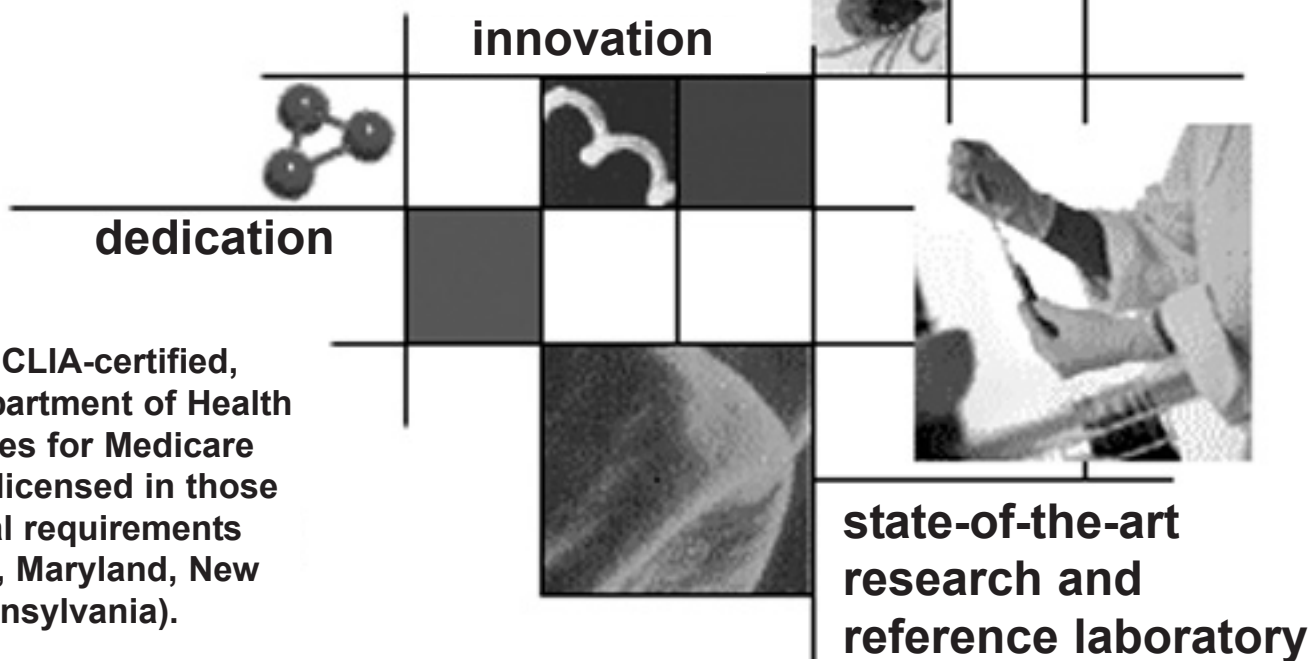 innovation
dedication
CLIA-certified,
partment of Health
es for Medicare
licensed in those
al requirements
, Maryland, New
nsylvania).
state-of-the-art
research and
reference laboratory